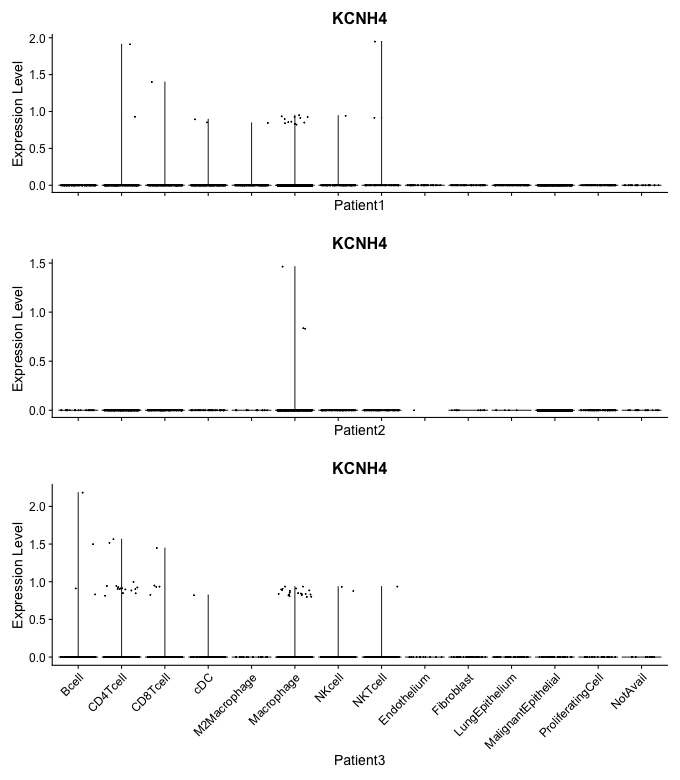 KCNH4
Expression Level
2.0
1.5
1.0
0.5
0.0
Patient1
KCNH4
Expression Level
1.5
1.0
0.5
0.0
Patient2
KCNH4
Expression Level
2.0
1.5
1.0
0.5
0.0
Bcell
CD4Tcell
CD8Tcell
cDC
M2Macrophage
Macrophage
NKcell
NKTcell
Endothelium
Fibroblast
LungEpithelium
MalignantEpithelial
ProliferatingCell
NotAvail
Patient3